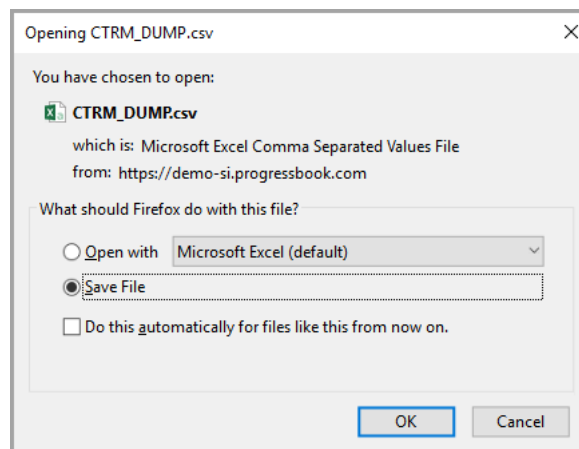 Opening CTRM_DUMP.csv
You have chosen to open:
CTRM_DUMP.csv
which is: Microsoft Excel Comma Separated Values File
from: https://demo-si.progressbook.com
What should Firefox do with this file?
Open with Microsoft Excel (default)
Save File
Do this automatically for files like this from now on.
OK Cancel